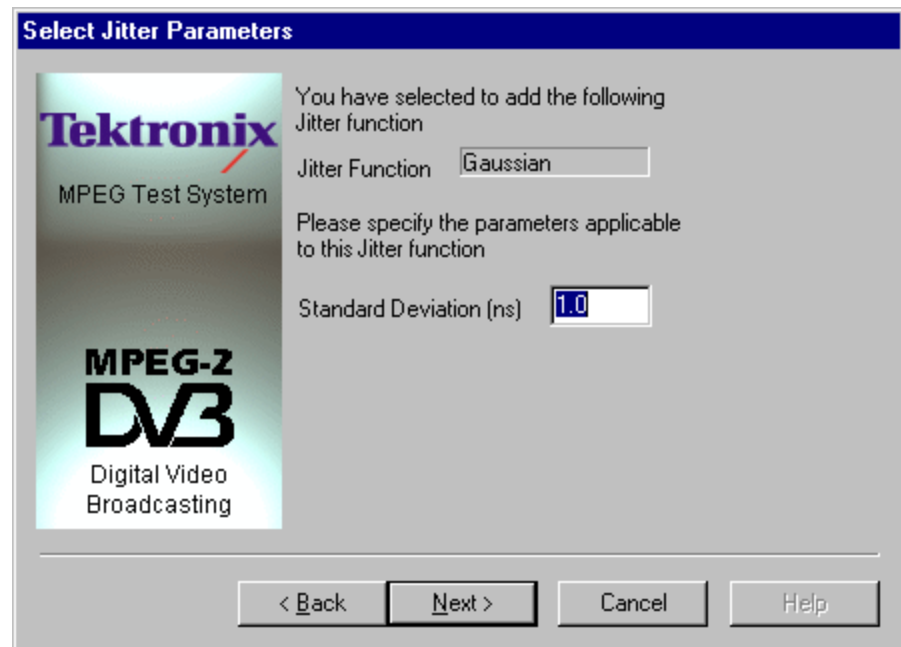 Select Jitter Parameters
Tektronix
MPEG Test System
MPEG-2
DVB
Digital Video
Broadcasting
You have selected to add the following
Jitter function
Jitter Function Gaussian
Please specify the parameters applicable
to this Jitter function
Standard Deviation (ns) 1.0
< Back Next > Cancel Help